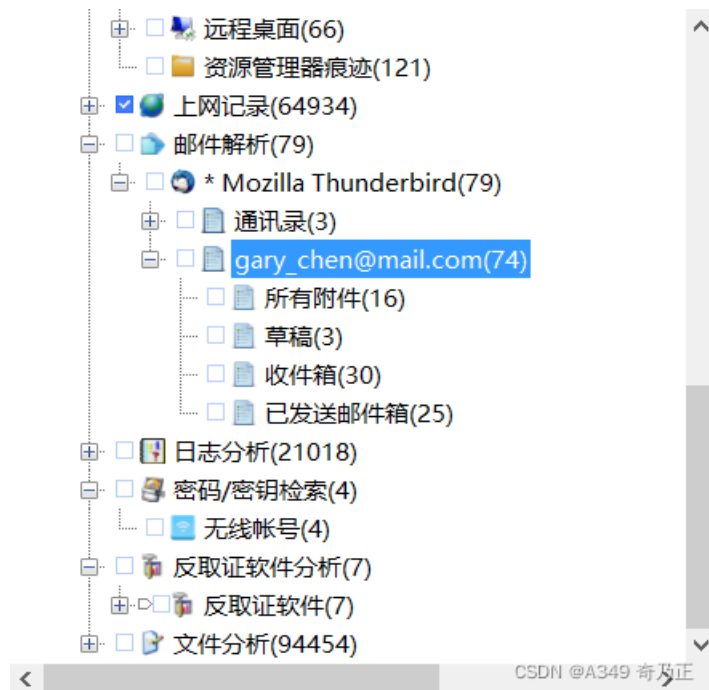 远程桌面(66)
资源管理器痕迹(121)
上网记录(64934)
邮件解析(79)
* Mozilla Thunderbird(79)
通讯录(3)
gary_chen@mail.com(74)
所有附件(16)
草稿(3)
收件箱(30)
已发送邮件箱(25)
日志分析(21018)
密码/密钥检索(4)
无线帐号(4)
反取证软件分析(7)
反取证软件(7)
文件分析(94454)
CSDN @A349 奇乃正